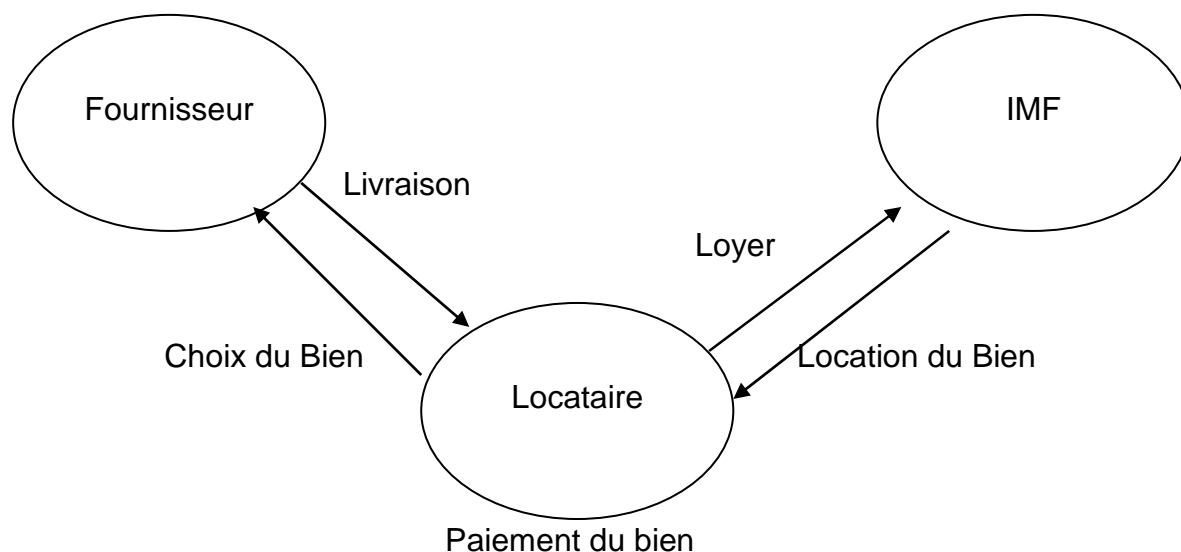 Fournisseur
IMF
Livraison
Loyer
Choix du Bien
Location du Bien
Locataire
Paiement du bien